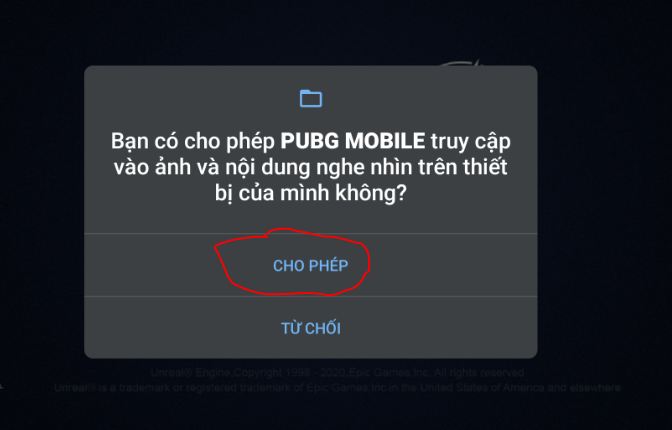 Bạn có cho phép PUBG MOBILE truy cập
vào ảnh và nội dung nghe nhìn trên thiết
bị của mình không?
CHO PHÉP
TỪ CHỐI
Unreal® Engine,Copyright 1998 - 2020,Epic Games,Inc. All rights reserved
Unreal® is a trademark or registered trademark of Epic Games Inc.in the United States of America and elsewhere